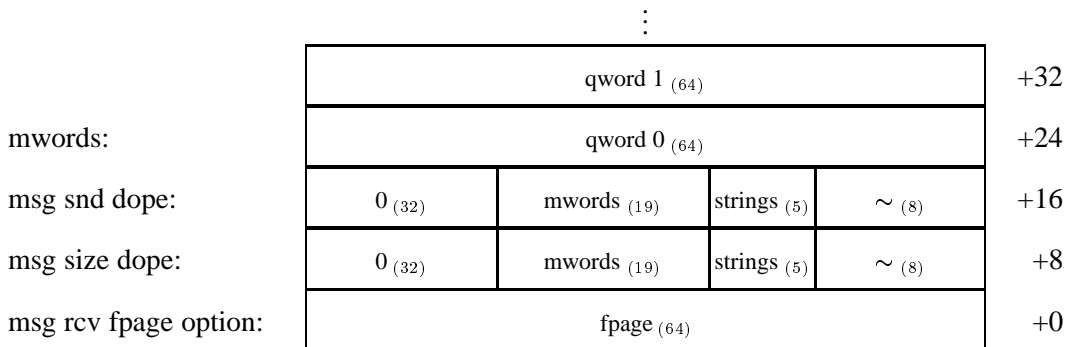 ⋮
qword 1 (64) +32
mwords: qword 0 (64) +24
msg snd dope: 0 (32) mwords (19) strings (5) ~ (8) +16
msg size dope: 0 (32) mwords (19) strings (5) ~ (8) +8
msg rcv fpage option: fpage (64) +0